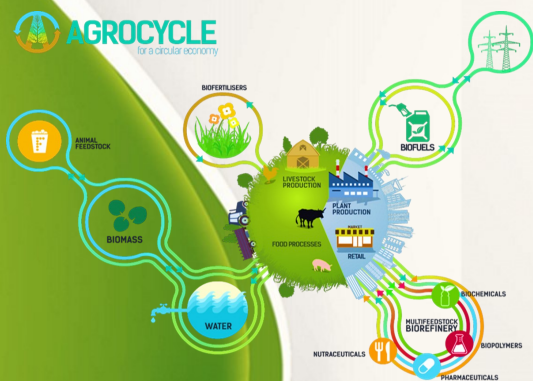 AGROCYCLE
for a circular economy
BIOFERTILISERS
BIOFUELS
ANIMAL
FEEDSTOCK
LIVESTOCK
PRODUCTION
PLANT
PRODUCTION
BIOMASS
MARKET
FOOD PROCESSES
RETAIL
WATER
BIOCHEMICALS
MULTIFEEDSTOCK
BIOREFINERY
BIOPOLYMERS
NUTRACEUTICALS
PHARMACEUTICALS